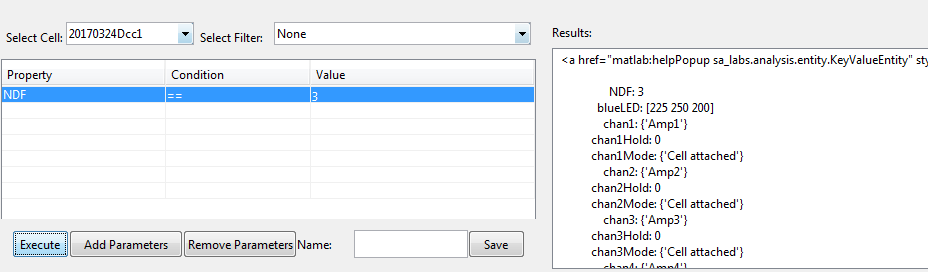 Select Cell: 20170324Dcc1 Select Filter: None
Property Condition Value
NDF == 3
Execute Add Parameters Remove Parameters Name: Save
Results:
<a href="matlab:helpPopup sa_labs.analysis.entity.KeyValueEntity" sty
NDF: 3
blueLED: [225 250 200]
chan1: {'Amp1'}
chan1Hold: 0
chan1Mode: {'Cell attached'}
chan2: {'Amp2'}
chan2Hold: 0
chan2Mode: {'Cell attached'}
chan3: {'Amp3'}
chan3Hold: 0
chan3Mode: {'Cell attached'}
chan4: {'Amp4'}